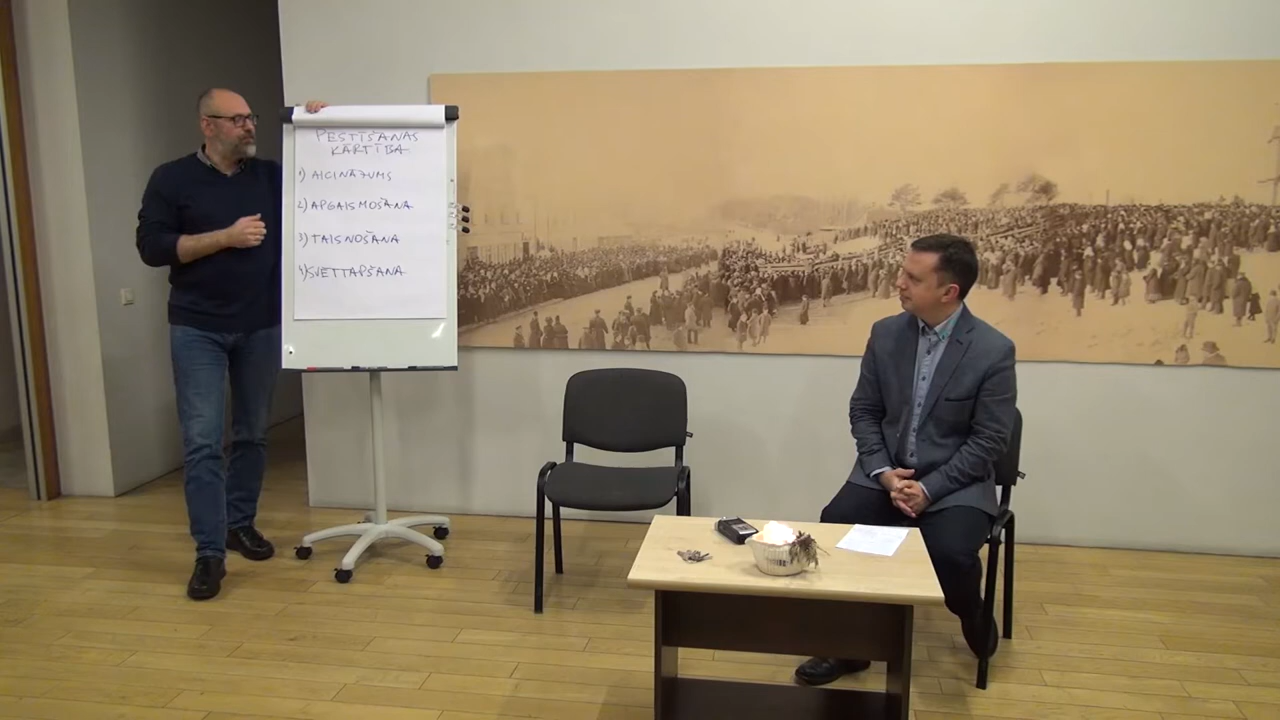 PESTĪŠANAS
KĀRTĪBA
1) AICINĀJUMS
2) APGAISMOŠANA
3) TAISNOŠANA
4) SVĒTTAPŠANA